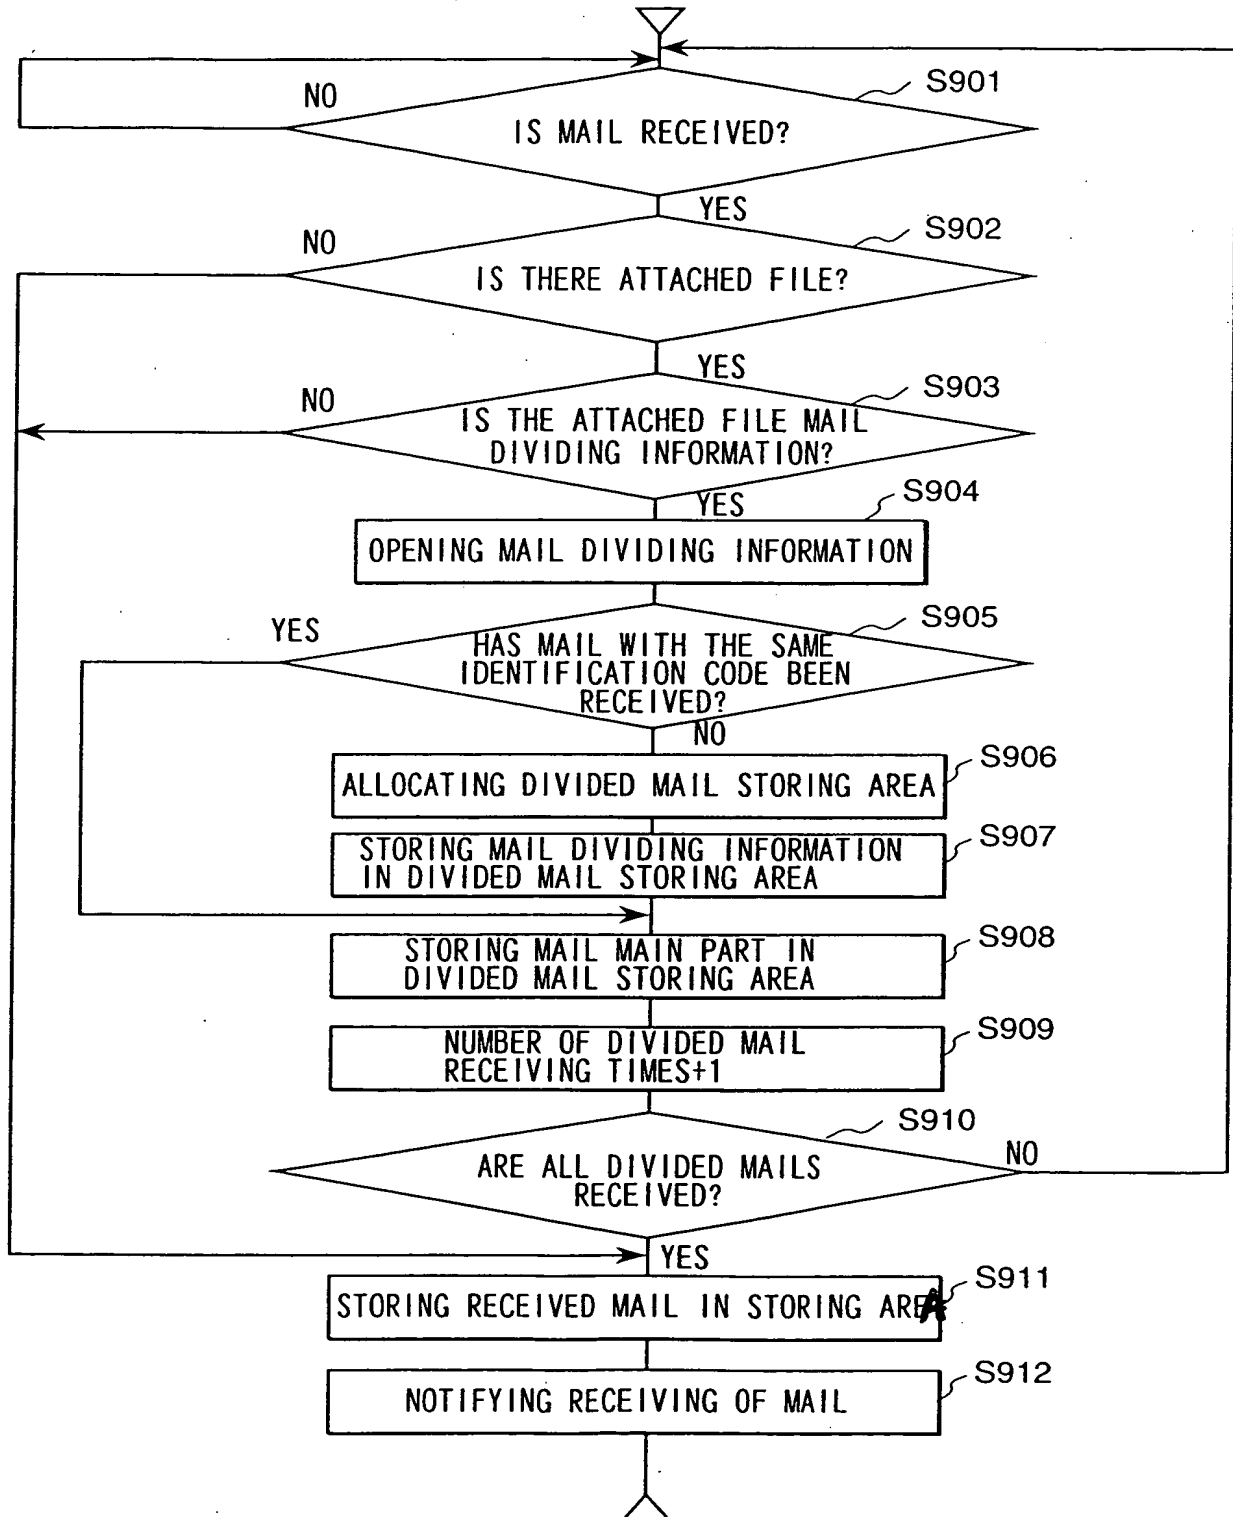 S901
NO
IS MAIL RECEIVED?
YES
S902
NO
IS THERE ATTACHED FILE?
YES
S903
NO
IS THE ATTACHED FILE MAIL
DIVIDING INFORMATION?
YES
S904
OPENING MAIL DIVIDING INFORMATION
S905
YES
HAS MAIL WITH THE SAME
IDENTIFICATION CODE BEEN
RECEIVED?
NO
S906
ALLOCATING DIVIDED MAIL STORING AREA
S907
STORING MAIL DIVIDING INFORMATION
IN DIVIDED MAIL STORING AREA
S908
STORING MAIL MAIN PART IN
DIVIDED MAIL STORING AREA
S909
NUMBER OF DIVIDED MAIL
RECEIVING TIMES+1
S910
NO
ARE ALL DIVIDED MAILS
RECEIVED?
YES
S911
STORING RECEIVED MAIL IN STORING AREA
S912
NOTIFYING RECEIVING OF MAIL